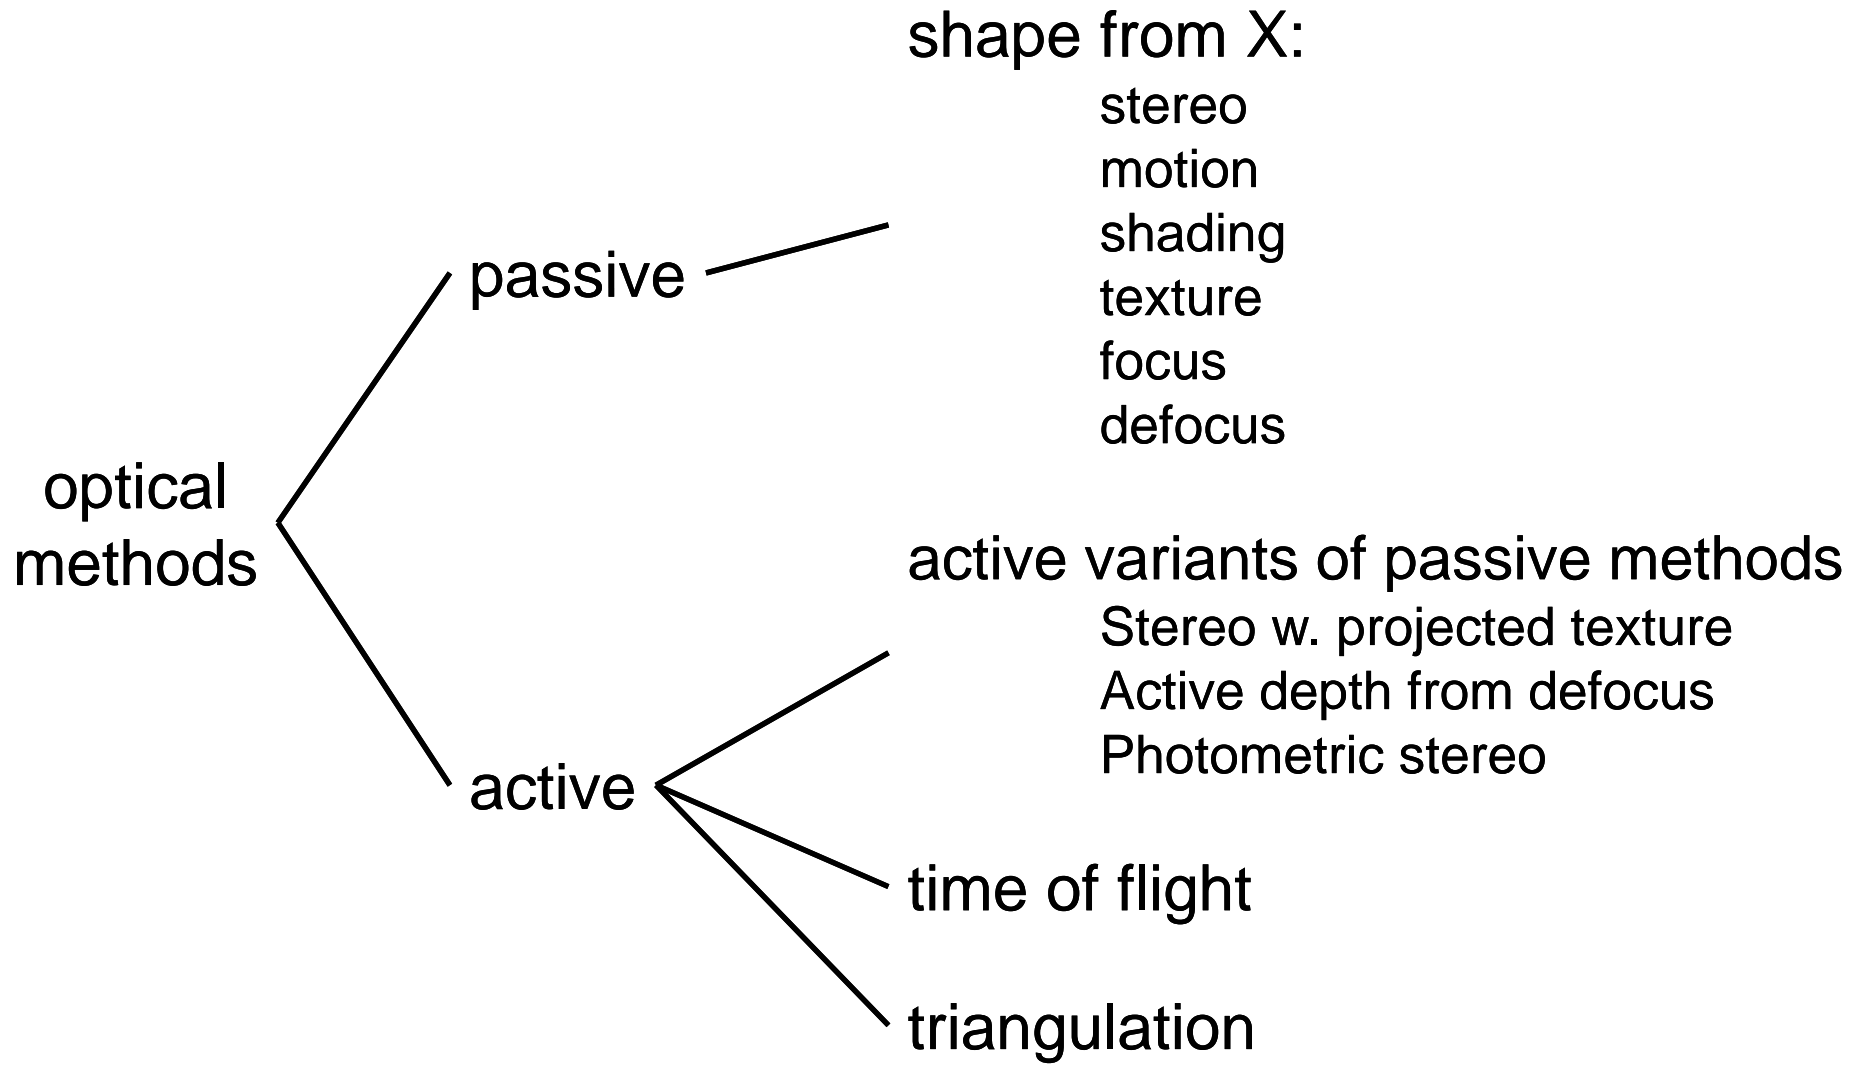 optical
methods
passive
shape from X:
stereo
motion
shading
texture
focus
defocus
active
active variants of passive methods
Stereo w. projected texture
Active depth from defocus
Photometric stereo
time of flight
triangulation